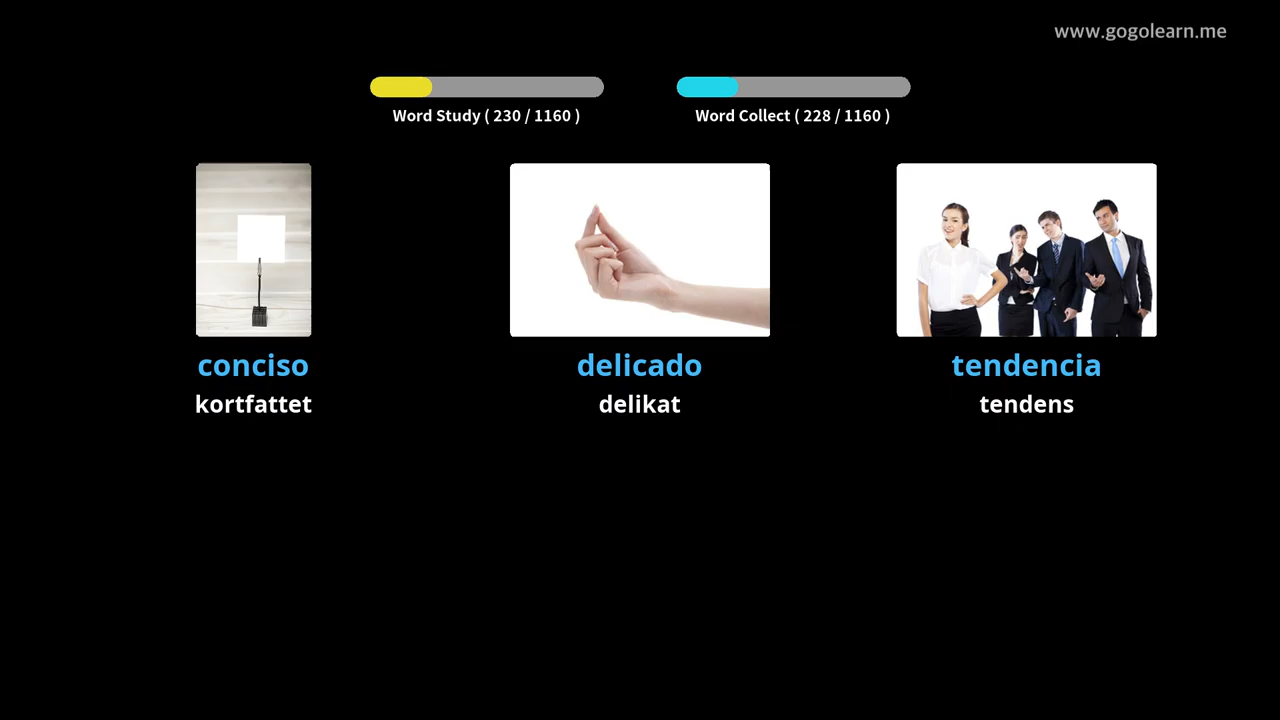 www.gogolearn.me
Word Study ( 230 / 1160 )
Word Collect ( 228 / 1160 )
conciso
kortfattet
delicado
delikat
tendencia
tendens